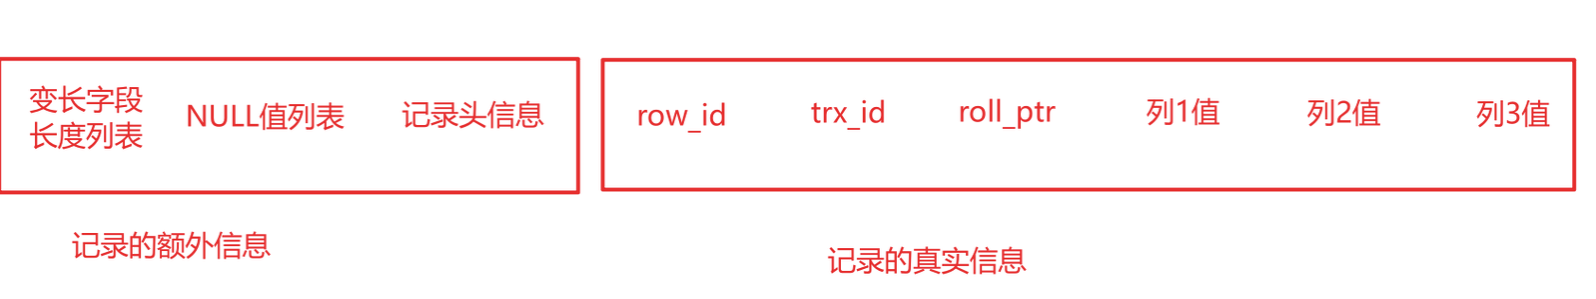 变长字段
长度列表
NULL值列表
记录头信息
row_id
trx_id
roll_ptr
列1值
列2值
列3值
记录的额外信息
记录的真实信息